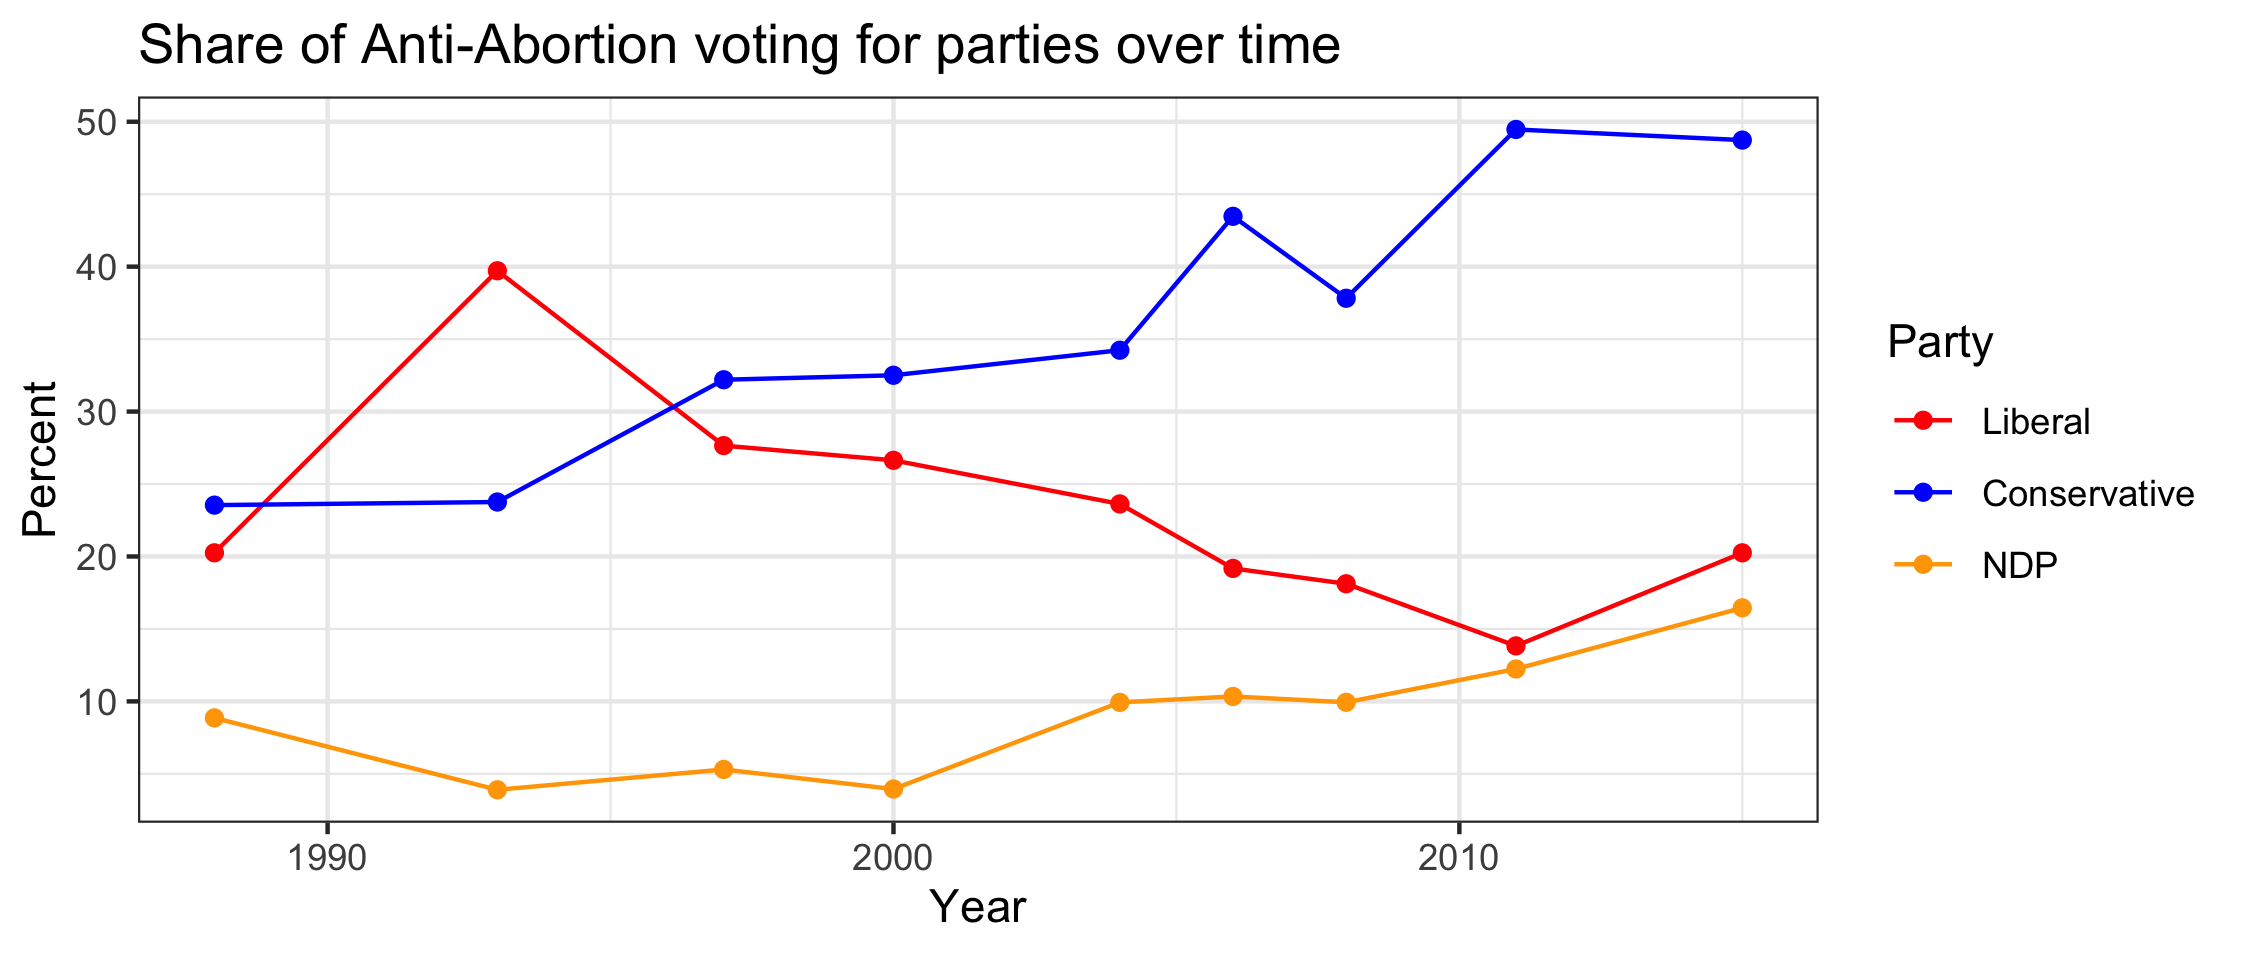 Share of Anti-Abortion voting for parties over time
50
40
30
20
10
Percent
1990
2000
2010
Year
Party
Liberal
Conservative
NDP